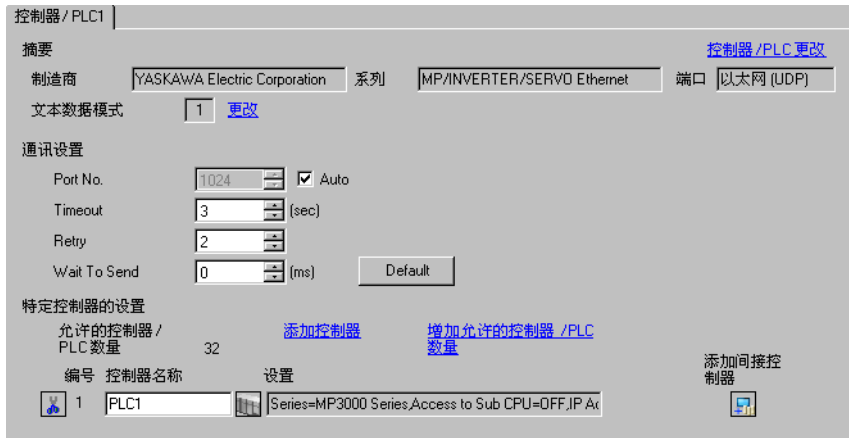 控制器/PLC1
摘要 控制器/PLC更改
制造商 YASKAWA Electric Corporation 系列 MP/INVERTER/SERVO Ethernet 端口 以太网 (UDP)
文本数据模式 1 更改
通讯设置
Port No. 1024 Auto
Timeout 3 (sec)
Retry 2
Wait To Send 0 (ms) Default
特定控制器的设置
允许的控制器/ 添加控制器 增加允许的控制器 /PLC
PLC数量 32 数量
添加间接控
编号 控制器名称 设置 制器
1 PLC1 Series=MP3000 Series,Access to Sub CPU=OFF,IP